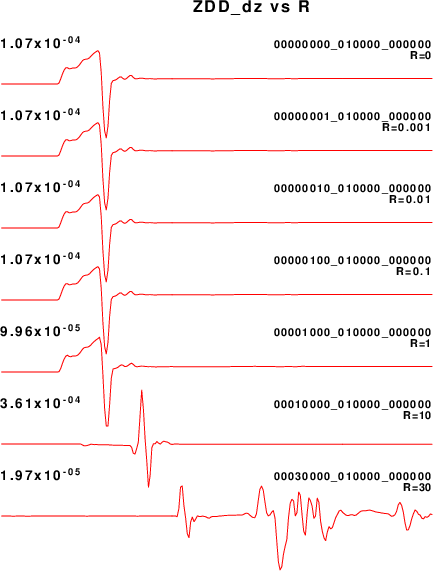 ZDD_dz vs R
1.07x10-04 00000000_010000_000000
R=0
1.07x10-04 00000001_010000_000000
R=0.001
1.07x10-04 00000010_010000_000000
R=0.01
1.07x10-04 00000100_010000_000000
R=0.1
9.96x10-05 00001000_010000_000000
R=1
3.61x10-04 00010000_010000_000000
R=10
1.97x10-05 00030000_010000_000000
R=30